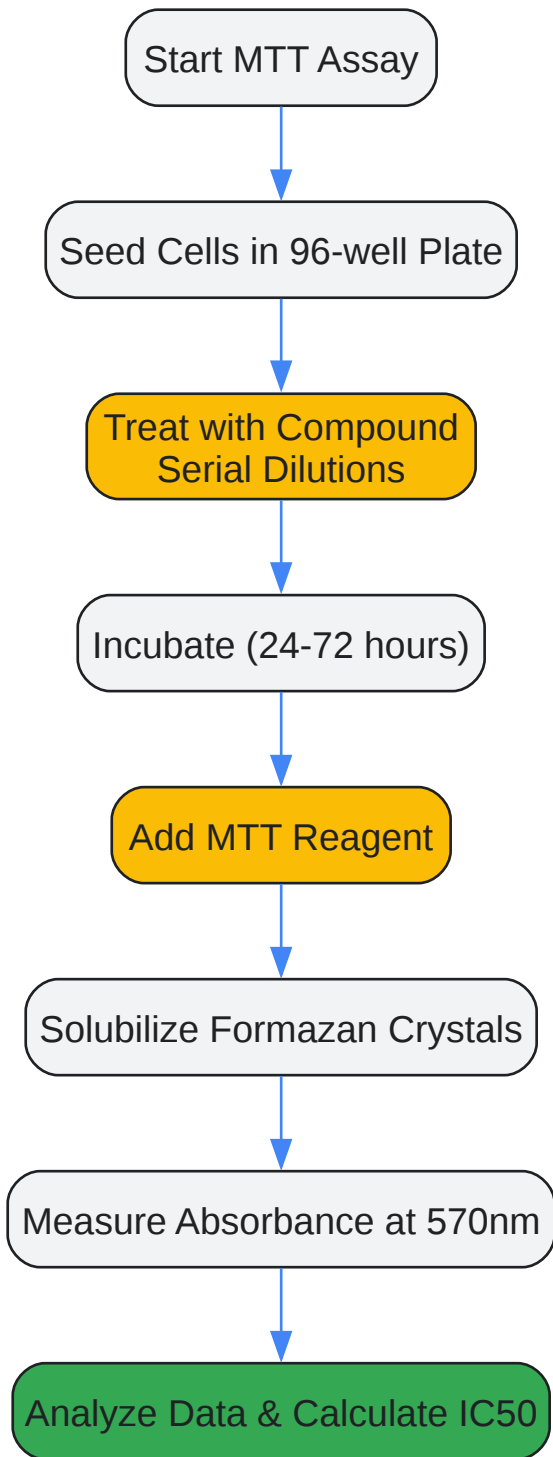 Start MTT Assay
Seed Cells in 96-well Plate
Treat with Compound
Serial Dilutions
Incubate (24-72 hours)
Add MTT Reagent
Solubilize Formazan Crystals
Measure Absorbance at 570nm
Analyze Data & Calculate IC50